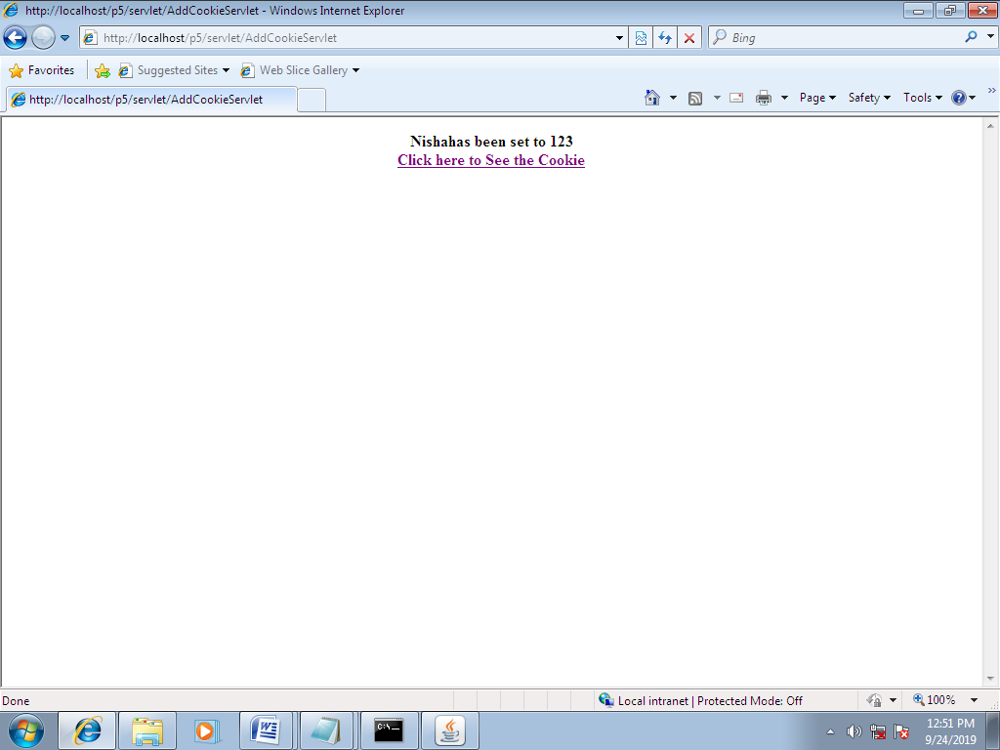 http://localhost/p5/servlet/AddCookieServlet - Windows Internet Explorer
http://localhost/p5/servlet/AddCookieServlet
Bing
Favorites
Suggested Sites
Web Slice Gallery
http://localhost/p5/servlet/AddCookieServlet
Page
Safety
Tools
»
Nishahas been set to 123
Click here to See the Cookie
Done
Local intranet | Protected Mode: Off
100%
C:\_
12:51 PM
9/24/2019